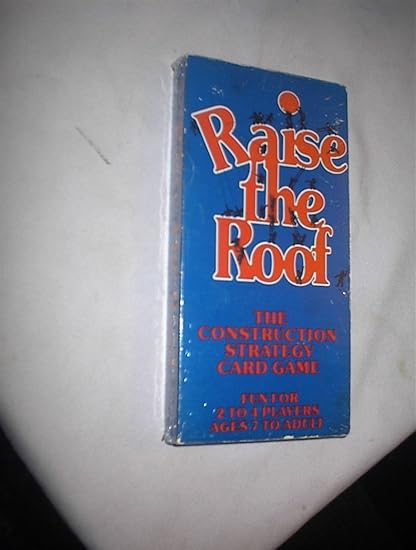 Raise
the
Roof
THE
CONSTRUCTION
STRATEGY
CARD GAME
FUN FOR
2 TO 4 PLAYERS
AGES 7 TO ADULT